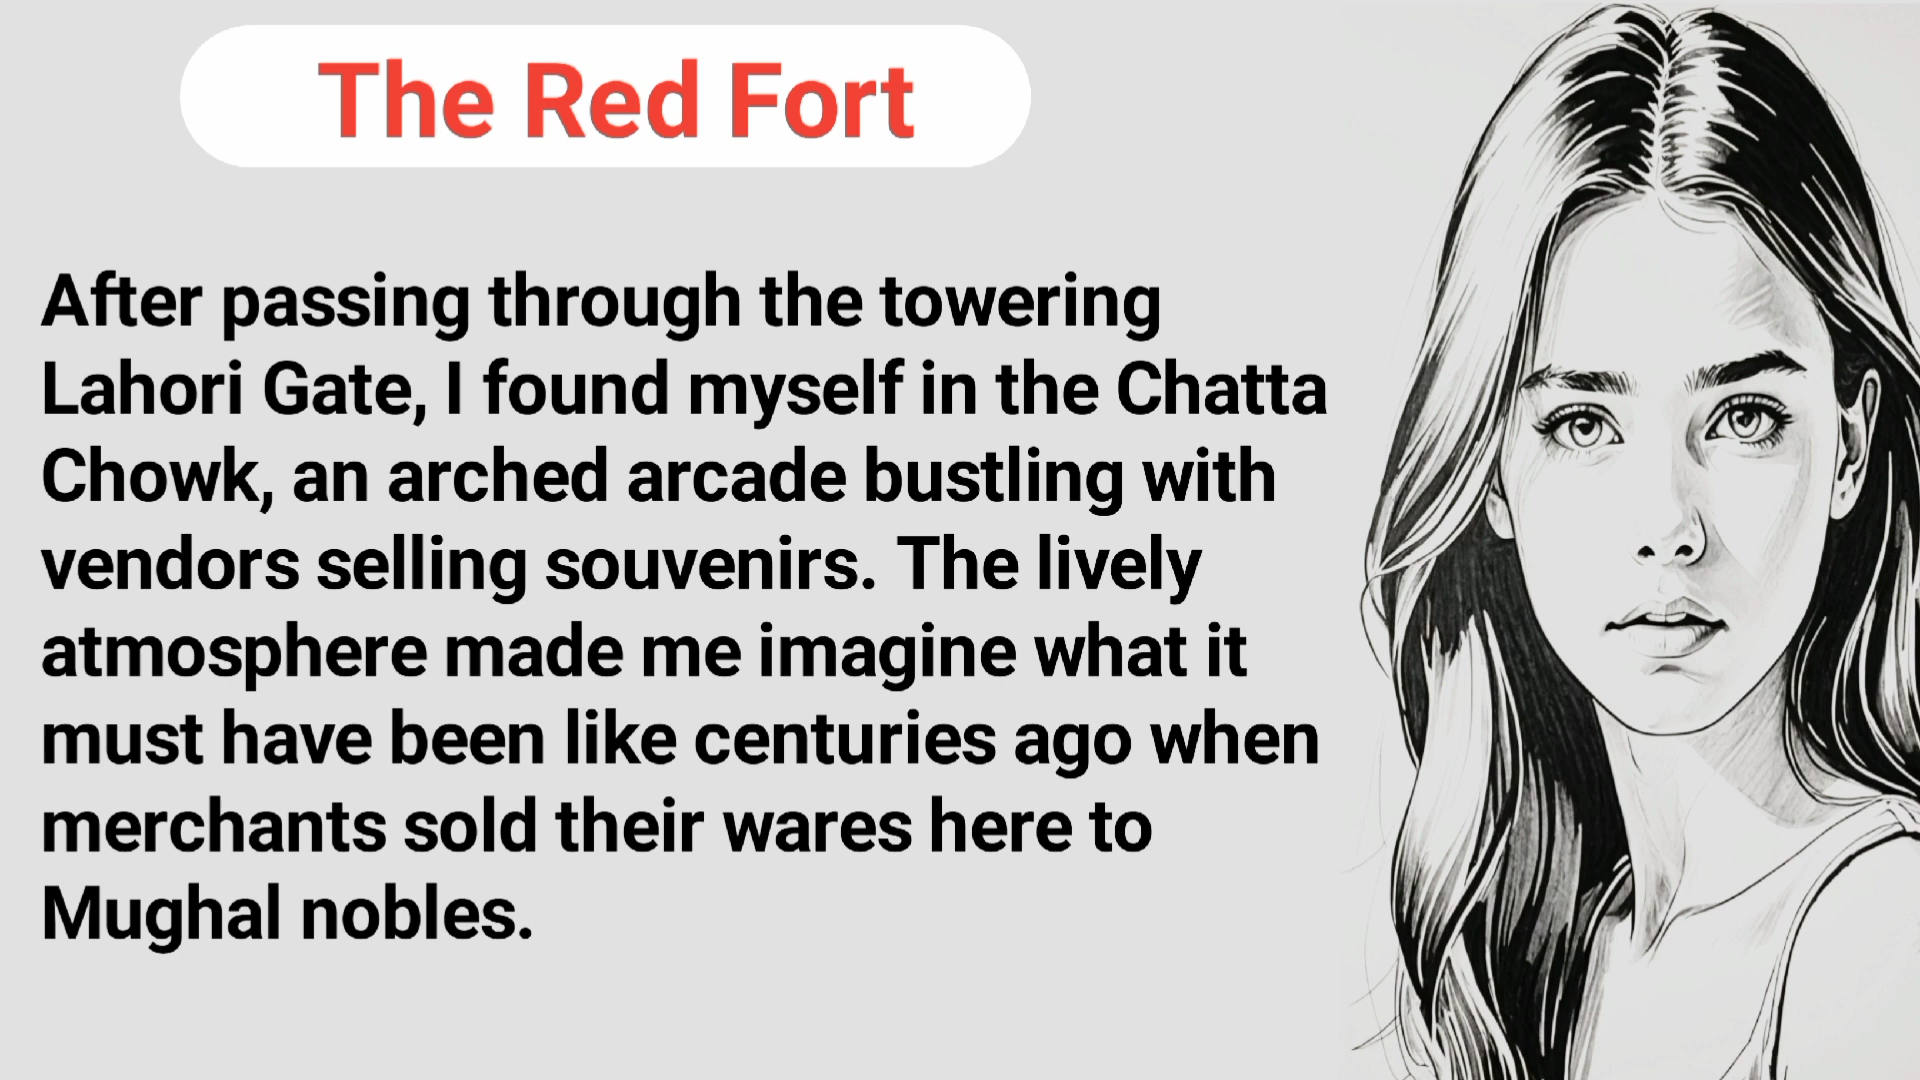 The Red Fort
After passing through the towering
Lahori Gate, I found myself in the Chatta
Chowk, an arched arcade bustling with
vendors selling souvenirs. The lively
atmosphere made me imagine what it
must have been like centuries ago when
merchants sold their wares here to
Mughal nobles.